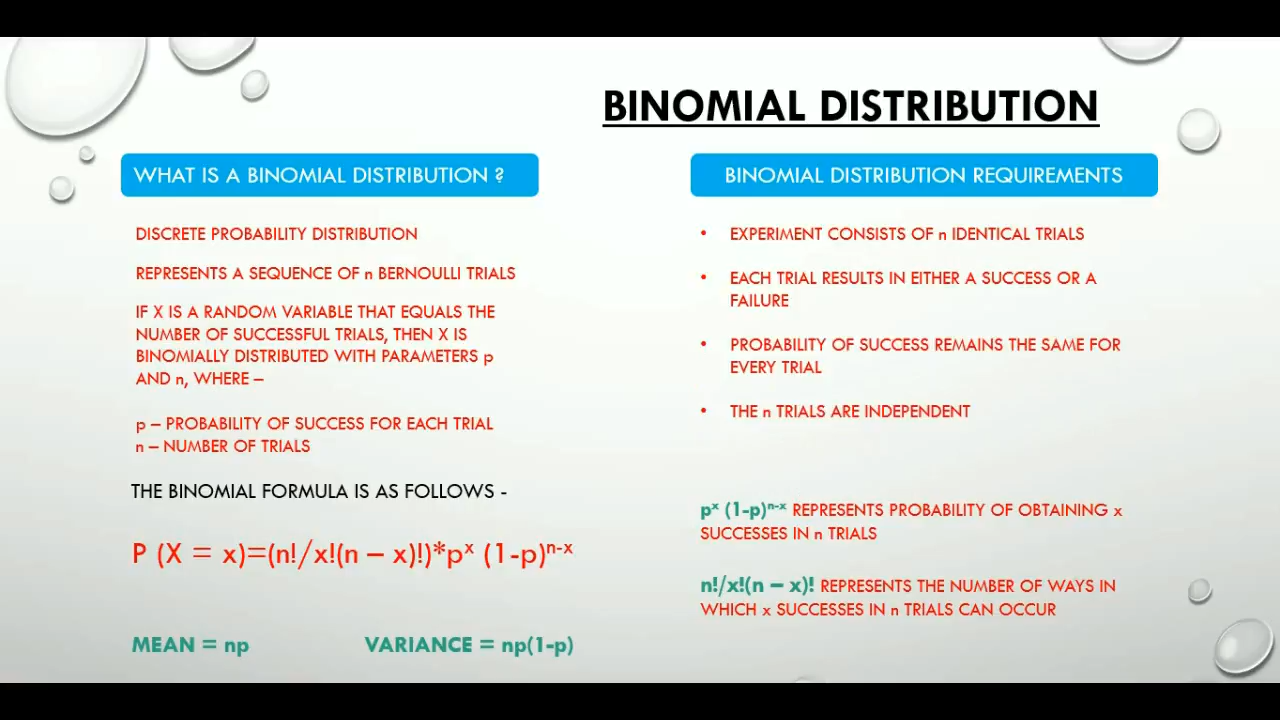 BINOMIAL DISTRIBUTION
WHAT IS A BINOMIAL DISTRIBUTION ?
DISCRETE PROBABILITY DISTRIBUTION
REPRESENTS A SEQUENCE OF n BERNOULLI TRIALS
IF X IS A RANDOM VARIABLE THAT EQUALS THE
NUMBER OF SUCCESSFUL TRIALS, THEN X IS
BINOMIALLY DISTRIBUTED WITH PARAMETERS p
AND n, WHERE –
p – PROBABILITY OF SUCCESS FOR EACH TRIAL
n – NUMBER OF TRIALS
THE BINOMIAL FORMULA IS AS FOLLOWS -
P (X = x)=(n!/x!(n – x)!)*pˣ (1-p)ⁿ⁻ˣ
MEAN = np VARIANCE = np(1-p)
BINOMIAL DISTRIBUTION REQUIREMENTS
• EXPERIMENT CONSISTS OF n IDENTICAL TRIALS
• EACH TRIAL RESULTS IN EITHER A SUCCESS OR A
FAILURE
• PROBABILITY OF SUCCESS REMAINS THE SAME FOR
EVERY TRIAL
• THE n TRIALS ARE INDEPENDENT
pˣ (1-p)ⁿ⁻ˣ REPRESENTS PROBABILITY OF OBTAINING x
SUCCESSES IN n TRIALS
n!/x!(n – x)! REPRESENTS THE NUMBER OF WAYS IN
WHICH x SUCCESSES IN n TRIALS CAN OCCUR